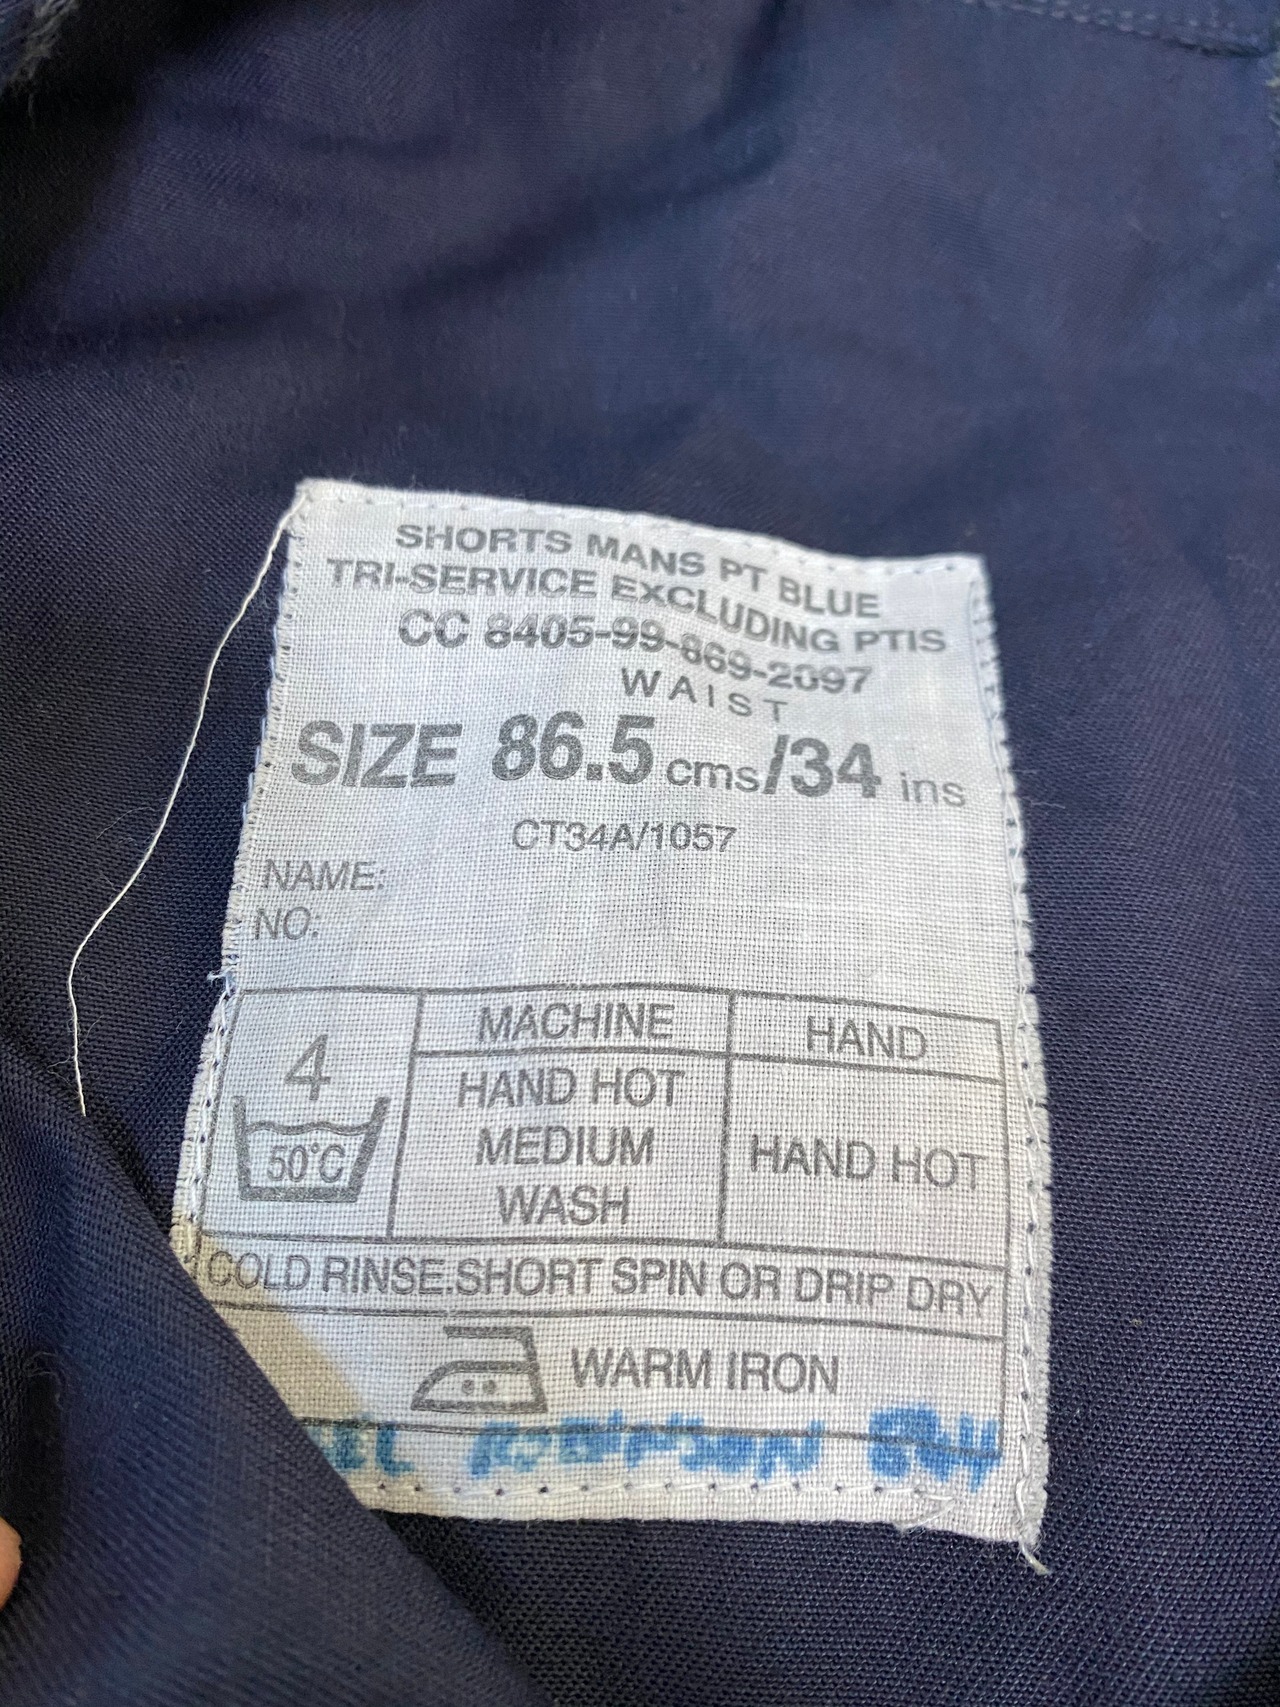 SHORTS MANS PT BLUE
TRI-SERVICE EXCLUDING PTIS
CC 8405-99-869-2097
WAIST
SIZE 86.5 cms/34 ins
CT34A/1057
NAME:
NO:
4
50°C
MACHINE
HAND HOT
MEDIUM
WASH
HAND
HAND HOT
COLD RINSE.SHORT SPIN OR DRIP DRY
WARM IRON